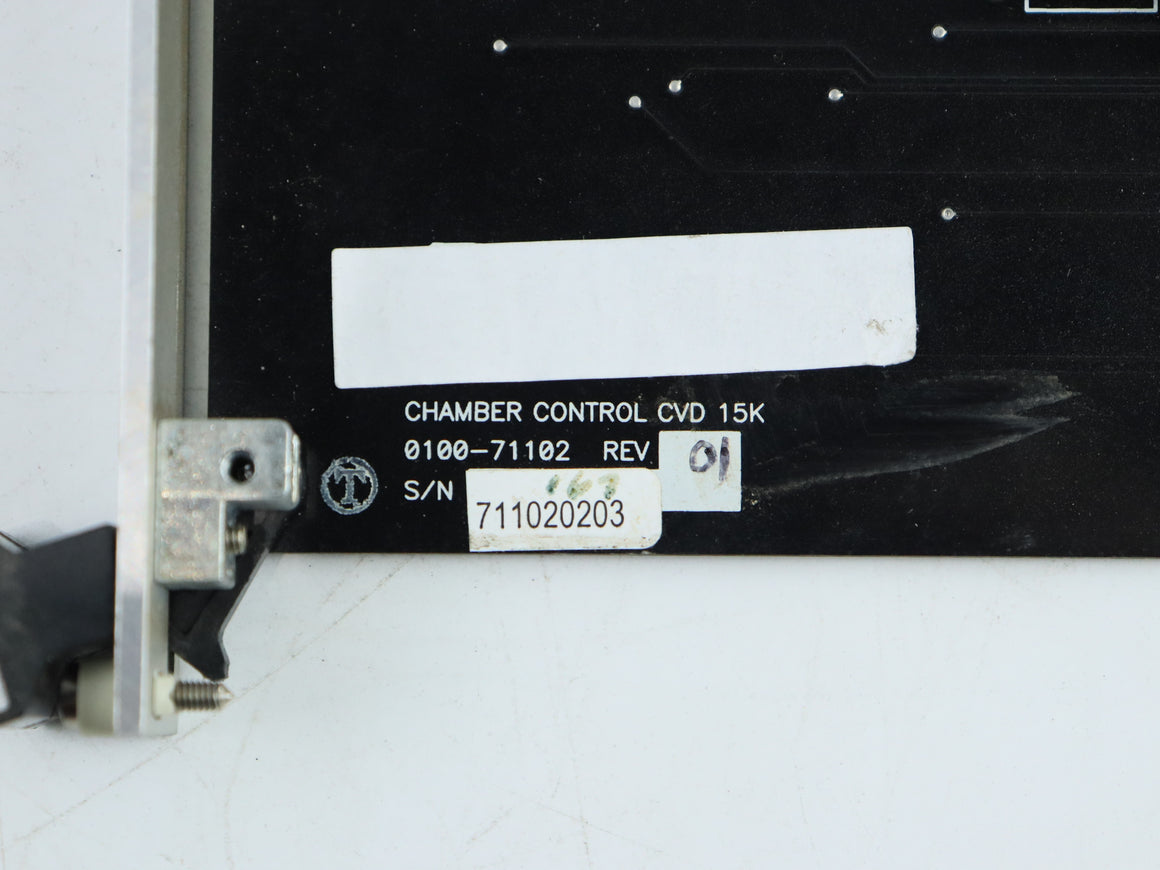 CHAMBER CONTROL CVD 15K
0100-71102 REV 01
S/N 711020203